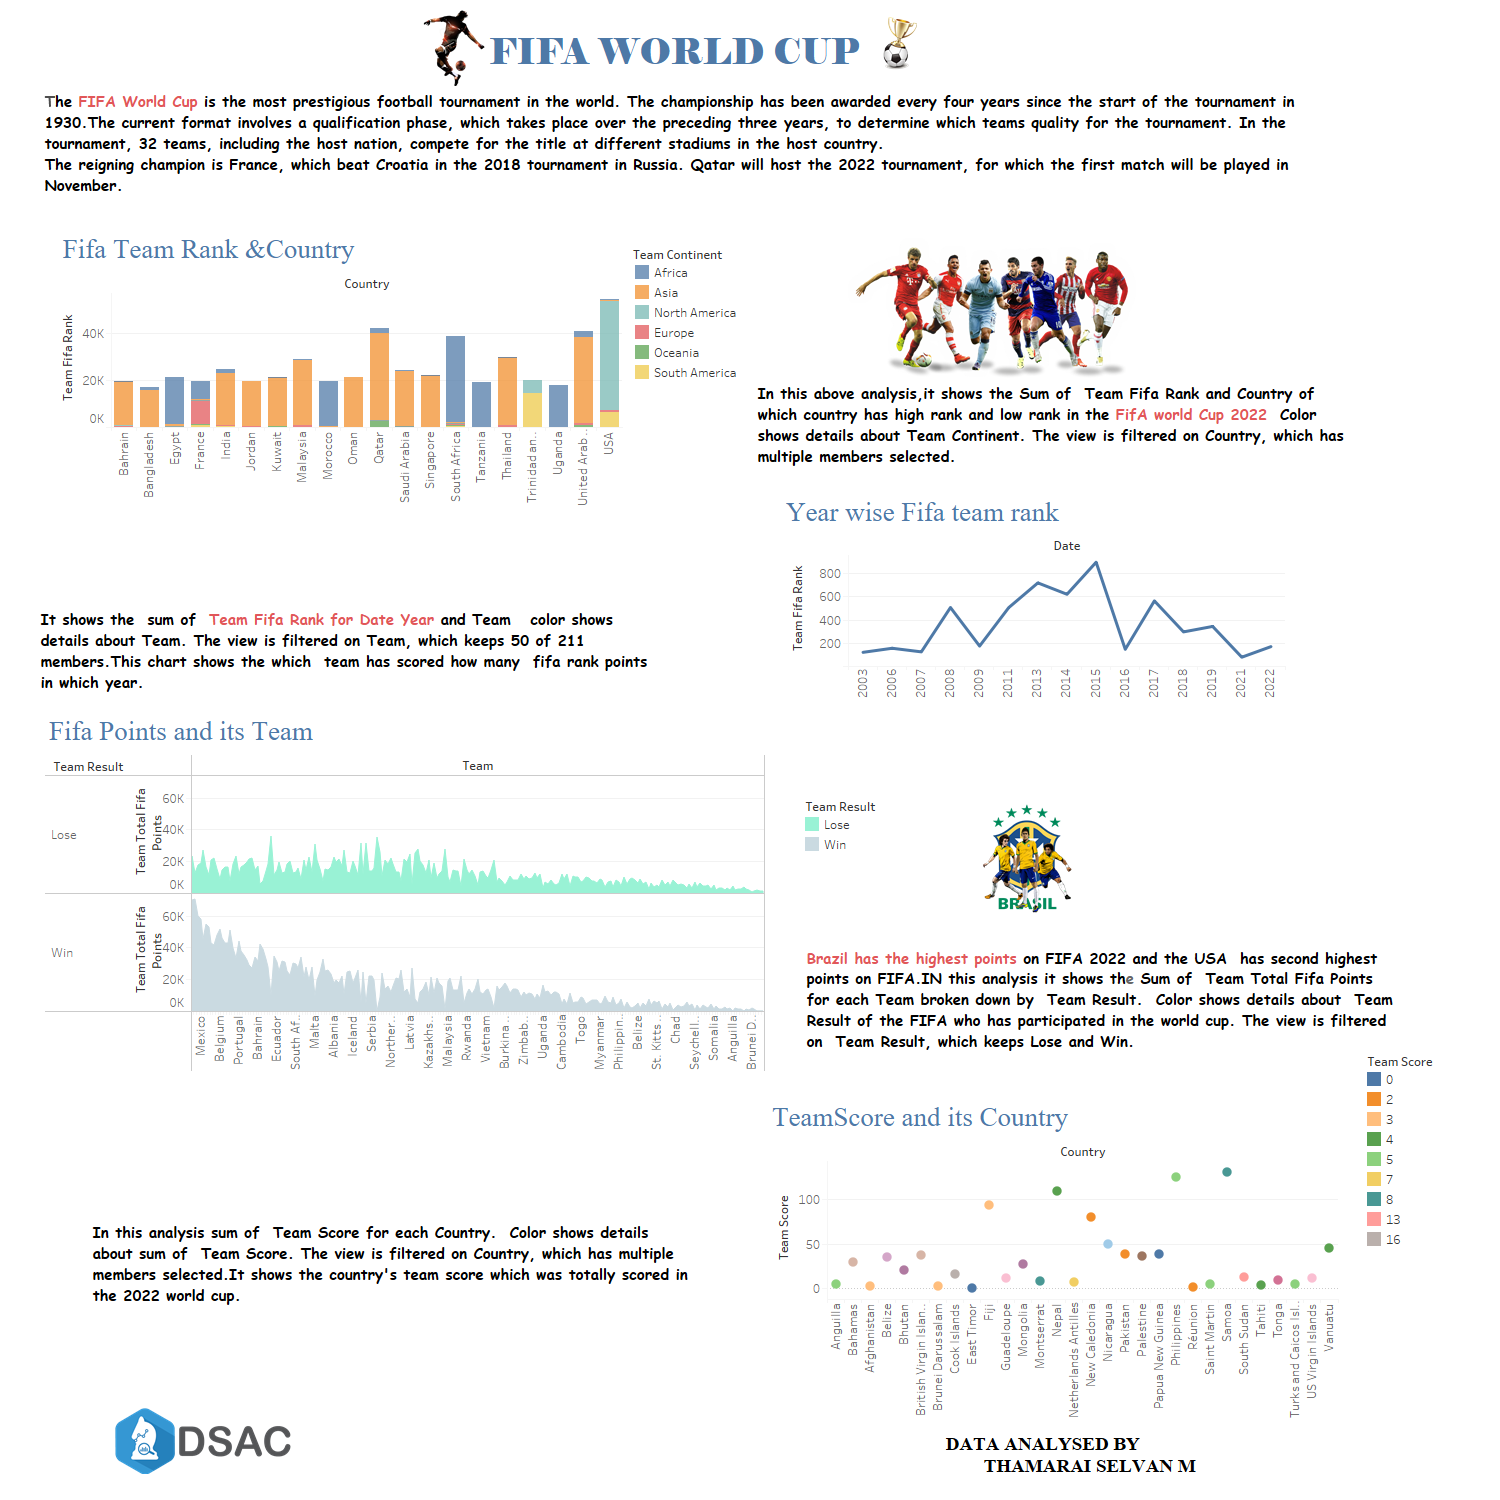 FIFA WORLD CUP
The FIFA World Cup is the most prestigious football tournament in the world. The championship has been awarded every four years since the start of the tournament in
1930.The current format involves a qualification phase, which takes place over the preceding three years, to determine which teams quality for the tournament. In the
tournament, 32 teams, including the host nation, compete for the title at different stadiums in the host country.
The reigning champion is France, which beat Croatia in the 2018 tournament in Russia. Qatar will host the 2022 tournament, for which the first match will be played in
November.
Fifa Team Rank &Country
Country
Team Fifa Rank
40K
20K
0K
Bahrain
Bangladesh
Egypt
France
India
Jordan
Kuwait
Malaysia
Morocco
Oman
Qatar
Saudi Arabia
Singapore
South Africa
Tanzania
Thailand
Trinidad an..
Uganda
United Arab ..
USA
Team Continent
Africa
Asia
North America
Europe
Oceania
South America
In this above analysis,it shows the Sum of Team Fifa Rank and Country of
which country has high rank and low rank in the FifA world Cup 2022 Color
shows details about Team Continent. The view is filtered on Country, which has
multiple members selected.
Year wise Fifa team rank
Date
Team Fifa Rank
800
600
400
200
2003
2006
2007
2008
2009
2011
2013
2014
2015
2016
2017
2018
2019
2021
2022
It shows the sum of Team Fifa Rank for Date Year and Team color shows
details about Team. The view is filtered on Team, which keeps 50 of 211
members.This chart shows the which team has scored how many fifa rank points
in which year.
Fifa Points and its Team
Team Result
Team
Lose
Team Total Fifa
Points
60K
40K
20K
0K
Win
Team Total Fifa
Points
60K
40K
20K
0K
Mexico
Belgium
Portugal
Bahrain
Ecuador
South Af..
Malta
Albania
Iceland
Serbia
Norther..
Latvia
Kazakhs..
Malaysia
Rwanda
Vietnam
Burkina ..
Zimbab..
Uganda
Cambodia
Togo
Myanmar
Philippin..
Belize
St. Kitts ..
Chad
Seychell..
Somalia
Anguilla
Brunei D..
Team Result
Lose
Win
BRASIL
Brazil has the highest points on FIFA 2022 and the USA has second highest
points on FIFA.IN this analysis it shows the Sum of Team Total Fifa Points
for each Team broken down by Team Result. Color shows details about Team
Result of the FIFA who has participated in the world cup. The view is filtered
on Team Result, which keeps Lose and Win.
Team Score
0
2
3
4
5
7
8
13
16
TeamScore and its Country
Country
Team Score
100
50
0
Anguilla
Bahamas
Afghanistan
Belize
Bhutan
British Virgin Islan..
Brunei Darussalam
Cook Islands
East Timor
Fiji
Guadeloupe
Mongolia
Montserrat
Nepal
Netherlands Antilles
New Caledonia
Nicaragua
Pakistan
Palestine
Papua New Guinea
Philippines
Réunion
Saint Martin
Samoa
South Sudan
Tahiti
Tonga
Turks and Caicos Isl..
US Virgin Islands
Vanuatu
In this analysis sum of Team Score for each Country. Color shows details
about sum of Team Score. The view is filtered on Country, which has multiple
members selected.It shows the country's team score which was totally scored in
the 2022 world cup.
DSAC
DATA ANALYSED BY
THAMARAI SELVAN M